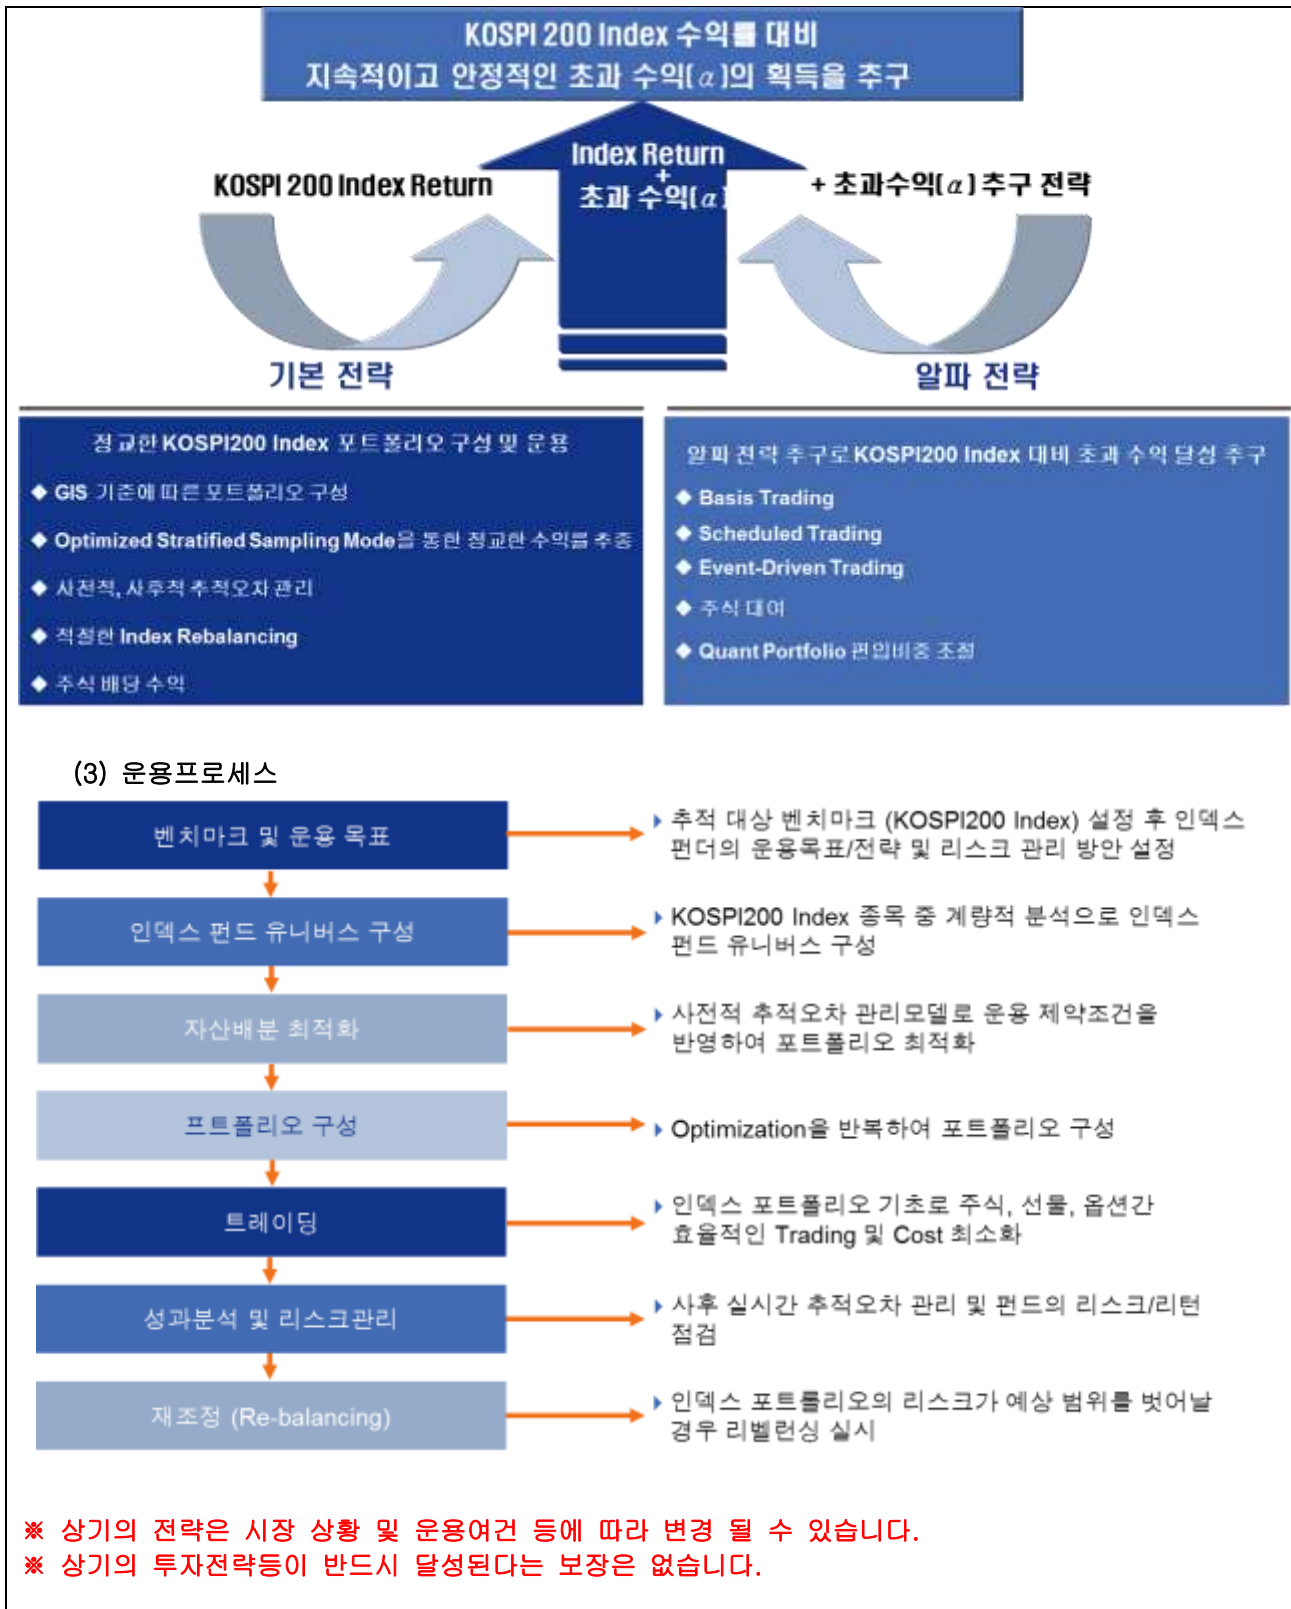 KOSPI 200 Index 수익률 대비
지속적이고 안정적인 초과 수익(α)의 획득을 추구
Index Return
+
초과 수익(α)
KOSPI 200 Index Return
+ 초과수익(α) 추구 전략
기본 전략
알파 전략
정교한 KOSPI200 Index 포트폴리오 구성 및 운용
◆ GIS 기준에 따른 포트폴리오 구성
◆ Optimized Stratified Sampling Mode을 통한 정교한 수익률 추종
◆ 사전적, 사후적 추적오차 관리
◆ 적절한 Index Rebalancing
◆ 주식 배당 수익
알파 전략 추구로 KOSPI200 Index 대비 초과 수익 달성 추구
◆ Basis Trading
◆ Scheduled Trading
◆ Event-Driven Trading
◆ 주식 대여
◆ Quant Portfolio 편입비중 조절
(3) 운용프로세스
벤치마크 및 운용 목표
추적 대상 벤치마크 (KOSPI200 Index) 설정 후 인덱스
펀더의 운용목표/전략 및 리스크 관리 방안 설정
인덱스 펀드 유니버스 구성
KOSPI200 Index 종목 중 계량적 분석으로 인덱스
펀드 유니버스 구성
자산배분 최적화
사전적 추적오차 관리모델로 운용 제약조건을
반영하여 포트폴리오 최적화
프트폴리오 구성
Optimization을 반복하여 포트폴리오 구성
트레이딩
인덱스 포트폴리오 기초로 주식, 선물, 옵션간
효율적인 Trading 및 Cost 최소화
성과분석 및 리스크관리
사후 실시간 추적오차 관리 및 펀드의 리스크/리턴
점검
재조정 (Re-balancing)
인덱스 포트폴리오의 리스크가 예상 범위를 벗어날
경우 리벨런싱 실시
※ 상기의 전략은 시장 상황 및 운용여건 등에 따라 변경 될 수 있습니다.
※ 상기의 투자전략등이 반드시 달성된다는 보장은 없습니다.